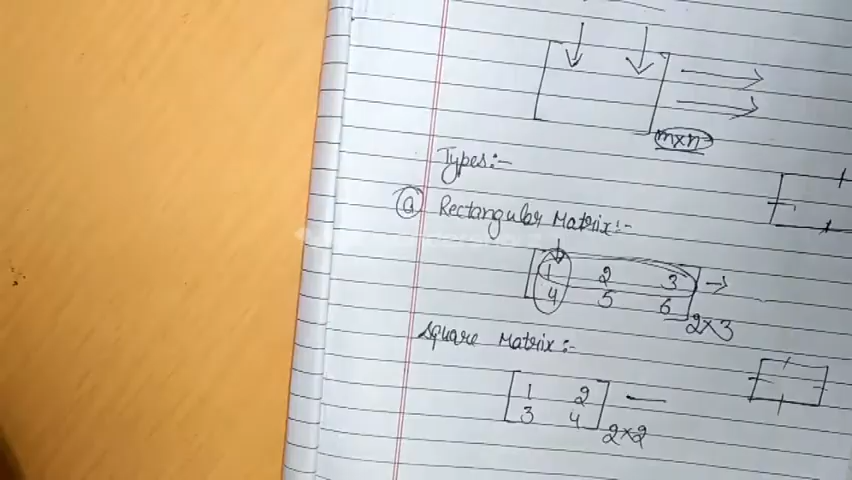 m×n
Types:-
a Rectangular Matrix:-
1 2 3
4 5 6
2×3
Square Matrix:-
1 2
3 4
2×2